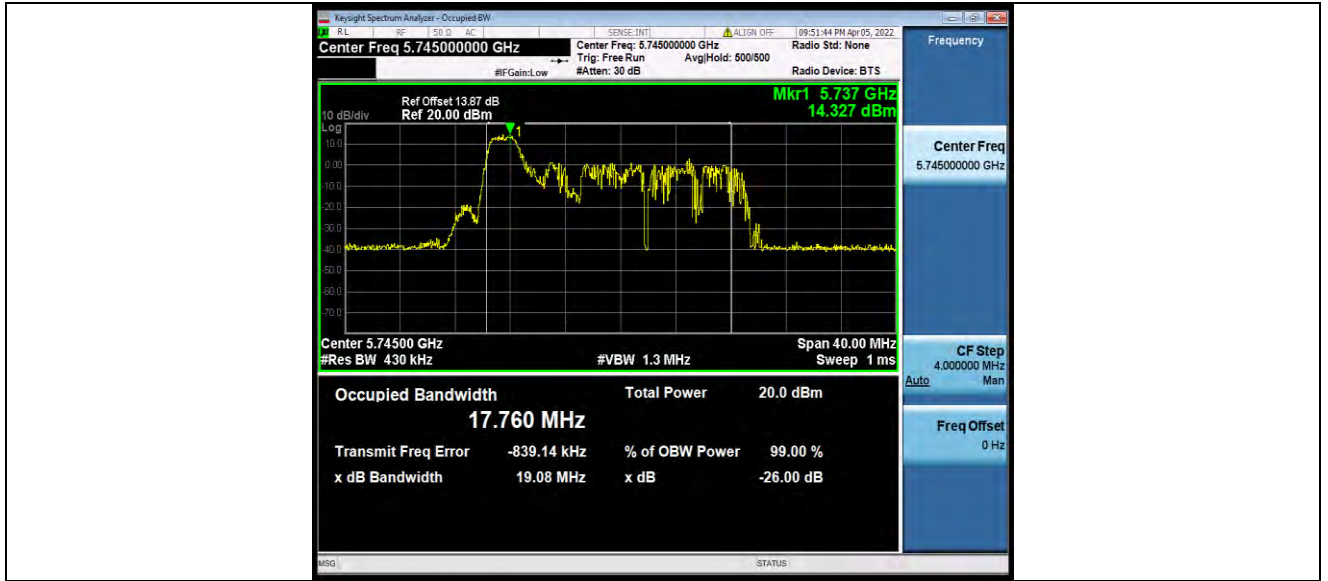 Keysight Spectrum Analyzer - Occupied BW
RL RF 50 Ω AC SENSE:INT ALIGN OFF 09:51:44 PM Apr 05, 2022
Center Freq 5.745000000 GHz
Center Freq: 5.745000000 GHz Radio Std: None
Trig: Free Run Avg|Hold: 500/500
#IFGain:Low #Atten: 30 dB Radio Device: BTS
Frequency
Mkr1 5.737 GHz
14.327 dBm
Ref Offset 13.87 dB
10 dB/div Ref 20.00 dBm
Log
1
10.0
0.00
-10.0
-20.0
-30.0
-40.0
-50.0
-60.0
-70.0
Center Freq
5.745000000 GHz
Center 5.74500 GHz Span 40.00 MHz
#Res BW 430 kHz #VBW 1.3 MHz Sweep 1 ms
CF Step
4.000000 MHz
Auto Man
Occupied Bandwidth Total Power 20.0 dBm
17.760 MHz
Freq Offset
0 Hz
Transmit Freq Error -839.14 kHz % of OBW Power 99.00 %
x dB Bandwidth 19.08 MHz x dB -26.00 dB
MSG STATUS